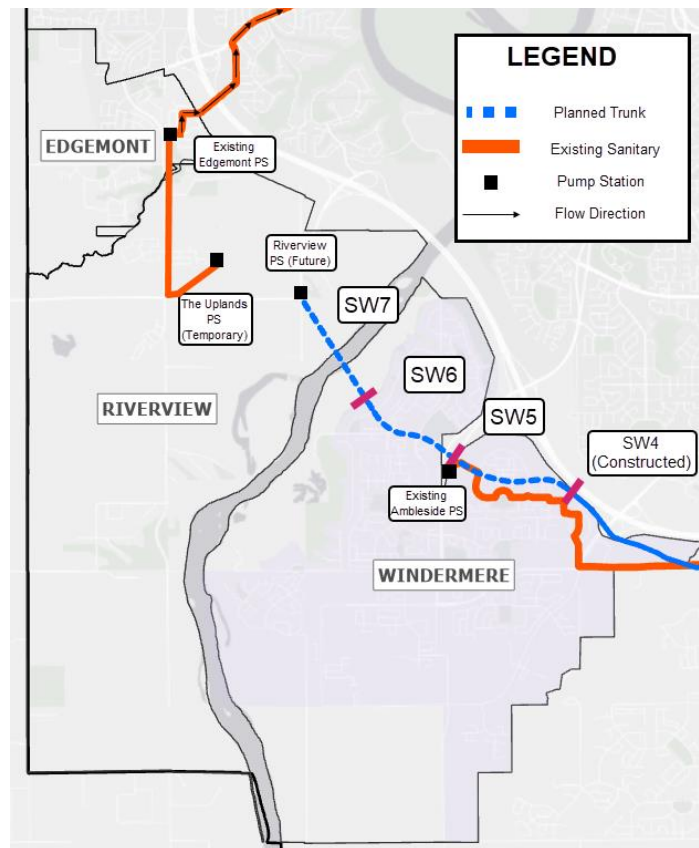 LEGEND
Planned Trunk
Existing Sanitary
Pump Station
Flow Direction
EDGEMONT
Existing
Edgemont PS
Riverview
PS (Future)
The Uplands
PS
(Temporary)
SW7
SW6
SW5
SW4
(Constructed)
RIVERVIEW
Existing
Ambleside PS
WINDERMERE